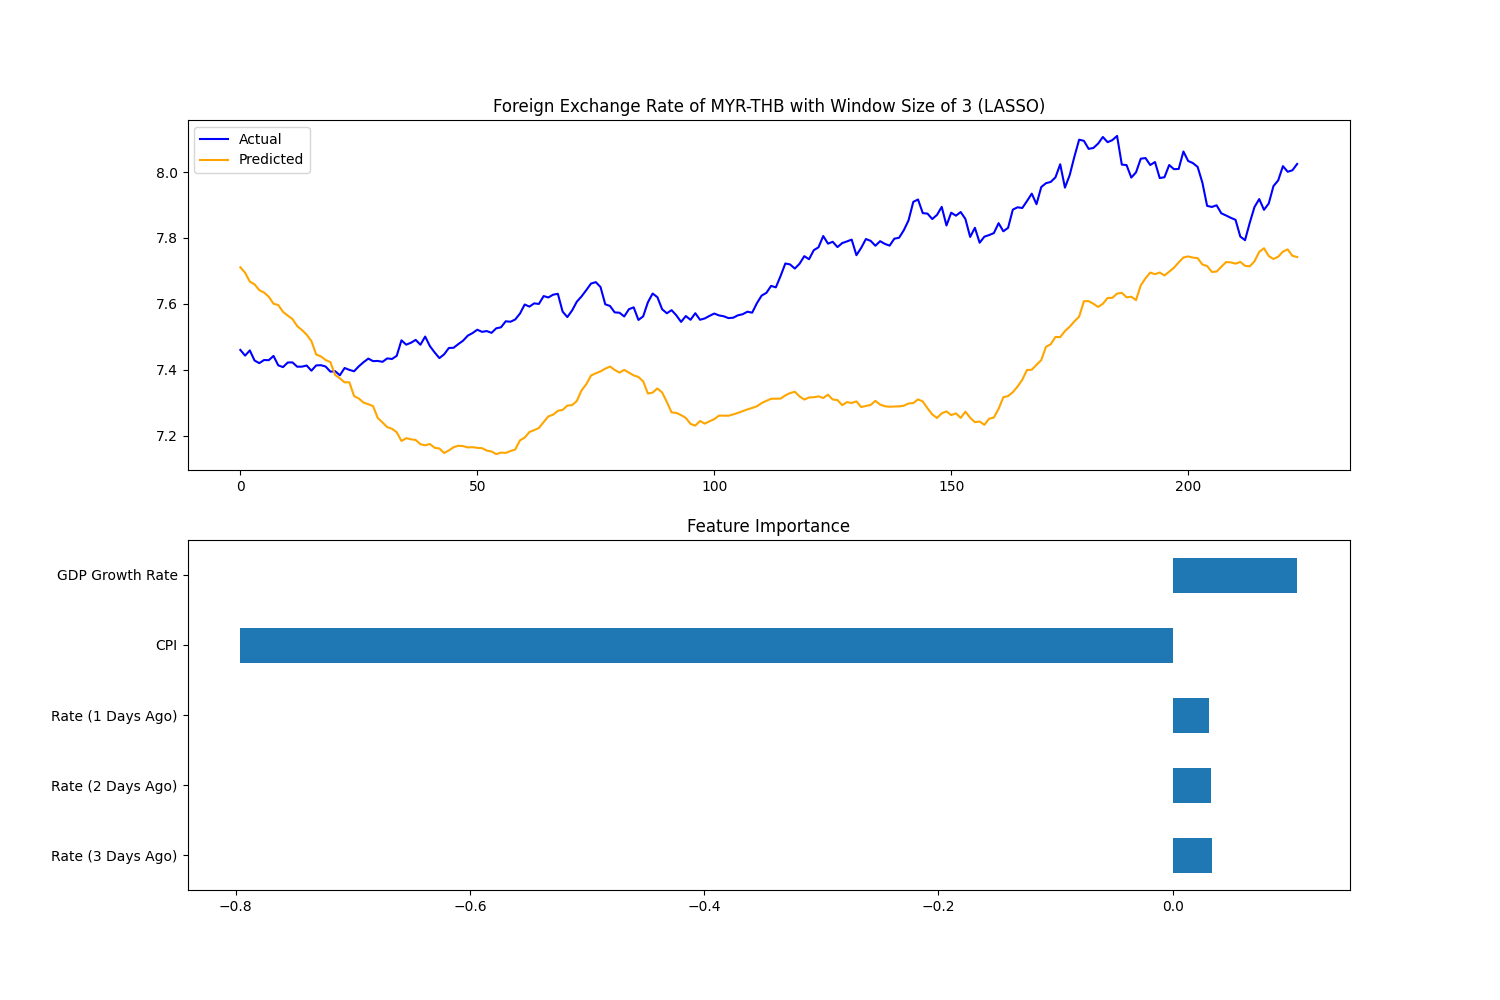 Foreign Exchange Rate of MYR-THB with Window Size of 3 (LASSO)
Actual
Predicted
8.0
7.8
7.6
7.4
7.2
0 50 100 150 200
Feature Importance
GDP Growth Rate
CPI
Rate (1 Days Ago)
Rate (2 Days Ago)
Rate (3 Days Ago)
−0.8 −0.6 −0.4 −0.2 0.0